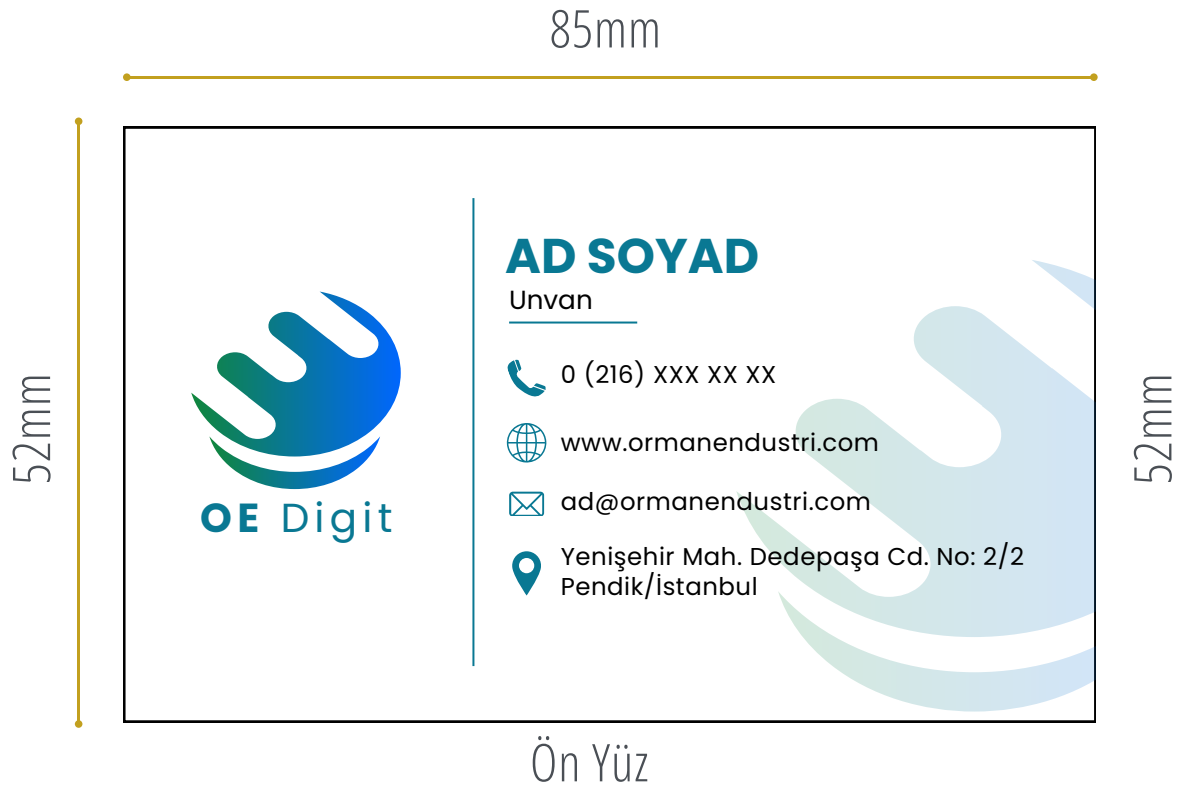 85mm
52mm
AD SOYAD
Unvan
0 (216) XXX XX XX
www.ormanendustri.com
ad@ormanendustri.com
Yenişehir Mah. Dedepaşa Cd. No: 2/2
Pendik/İstanbul
OE Digit
52mm
Ön Yüz